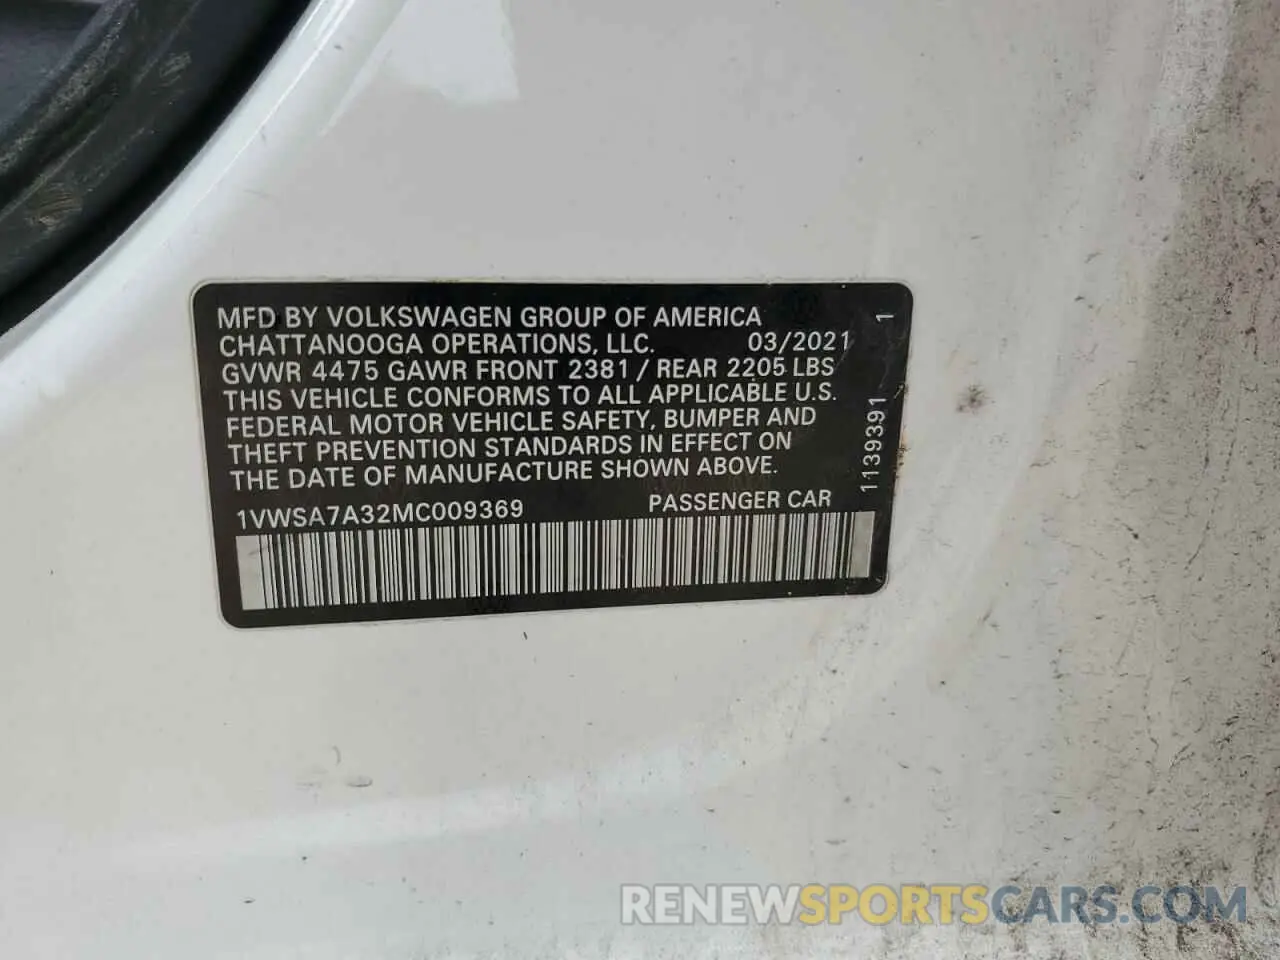 MFD BY VOLKSWAGEN GROUP OF AMERICA
CHATTANOOGA OPERATIONS, LLC. 03/2021
GVWR 4475 GAWR FRONT 2381 / REAR 2205 LBS
THIS VEHICLE CONFORMS TO ALL APPLICABLE U.S.
FEDERAL MOTOR VEHICLE SAFETY, BUMPER AND
THEFT PREVENTION STANDARDS IN EFFECT ON
THE DATE OF MANUFACTURE SHOWN ABOVE.
1VWSA7A32MC009369 PASSENGER CAR
1139391 1
RENEWSPORTSCARS.COM